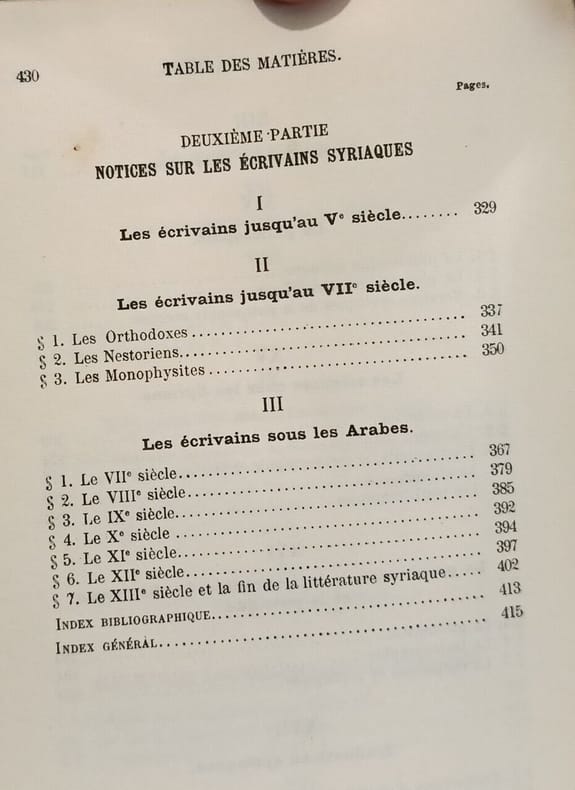 430 TABLE DES MATIÈRES.
Pages.
DEUXIÈME PARTIE
NOTICES SUR LES ÉCRIVAINS SYRIAQUES
I
Les écrivains jusqu'au Vᵉ siècle........ 329
II
Les écrivains jusqu'au VIIᵉ siècle.
§ 1. Les Orthodoxes........ 337
§ 2. Les Nestoriens........ 341
§ 3. Les Monophysites........ 350
III
Les écrivains sous les Arabes.
§ 1. Le VIIᵉ siècle........ 367
§ 2. Le VIIIᵉ siècle........ 379
§ 3. Le IXᵉ siècle........ 385
§ 4. Le Xᵉ siècle........ 392
§ 5. Le XIᵉ siècle........ 394
§ 6. Le XIIᵉ siècle........ 397
§ 7. Le XIIIᵉ siècle et la fin de la littérature syriaque..... 402
INDEX BIBLIOGRAPHIQUE........ 413
INDEX GÉNÉRAL........ 415